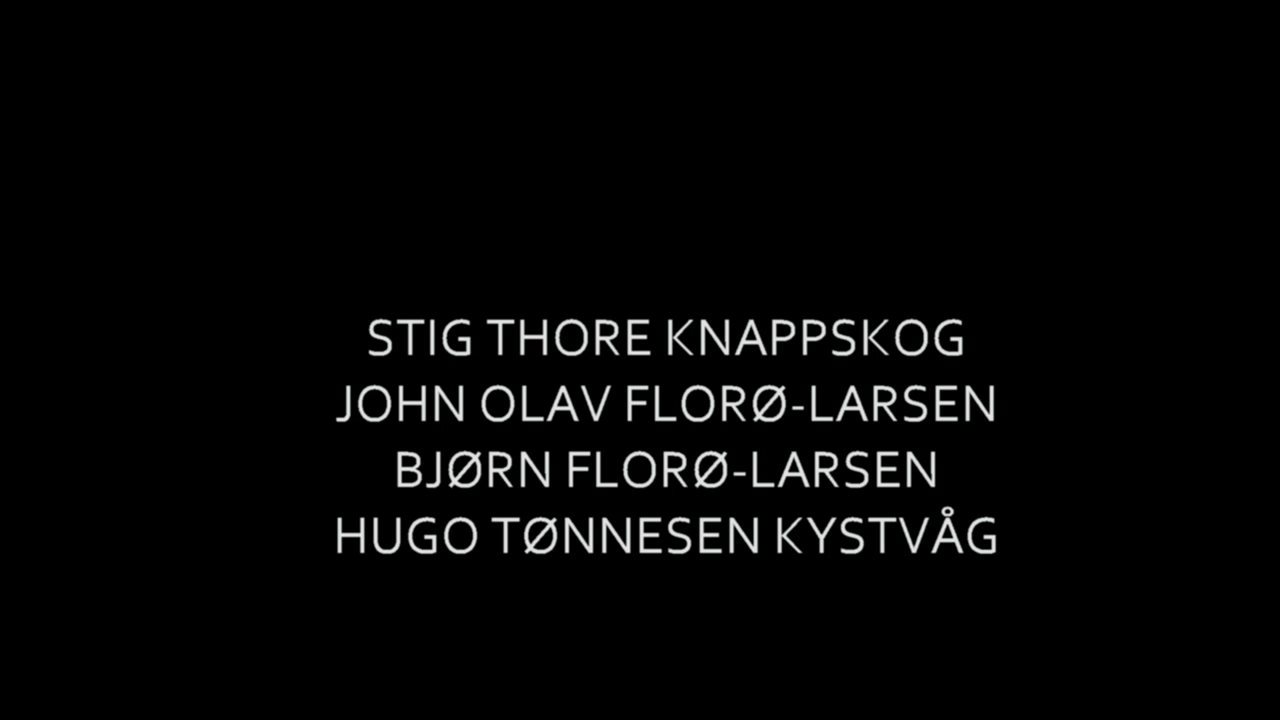 STIG THORE KNAPPSKOG
JOHN OLAV FLORØ-LARSEN
BJØRN FLORØ-LARSEN
HUGO TØNNESEN KYSTVÅG